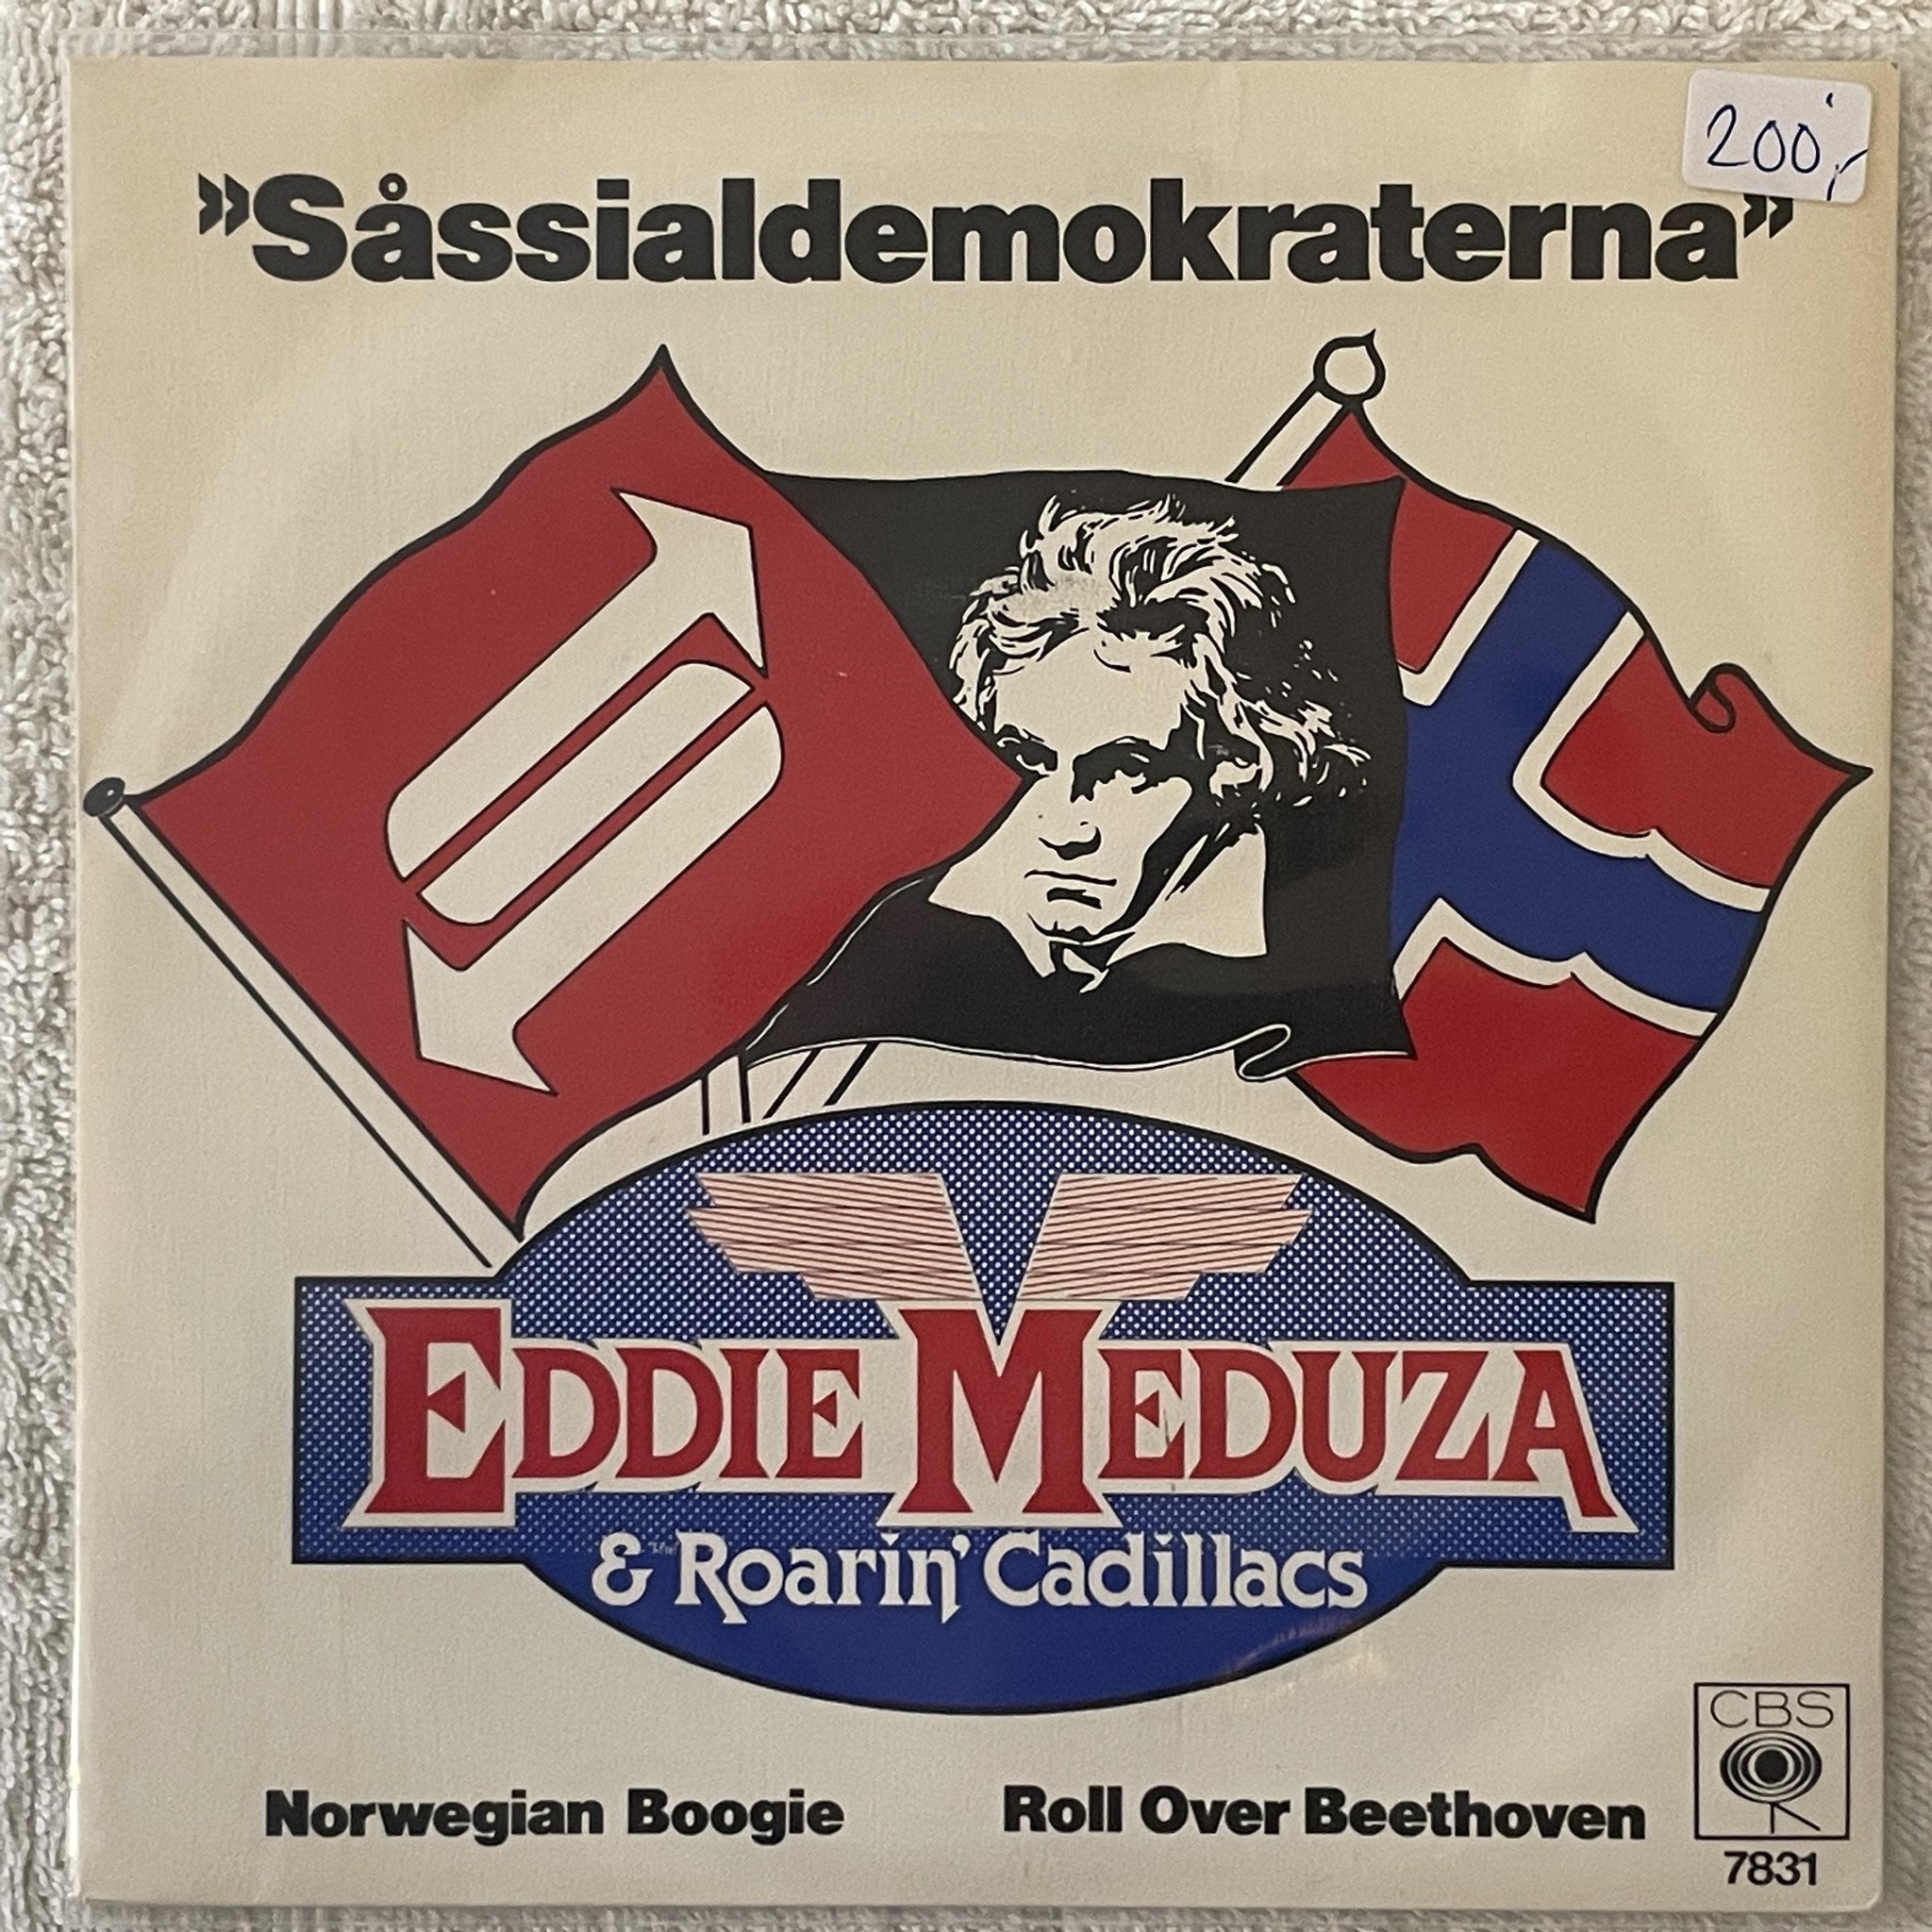 200,-
»Såssialdemokraterna”
EDDIE MEDUZA
& Roarin' Cadillacs
CBS
Norwegian Boogie Roll Over Beethoven
7831